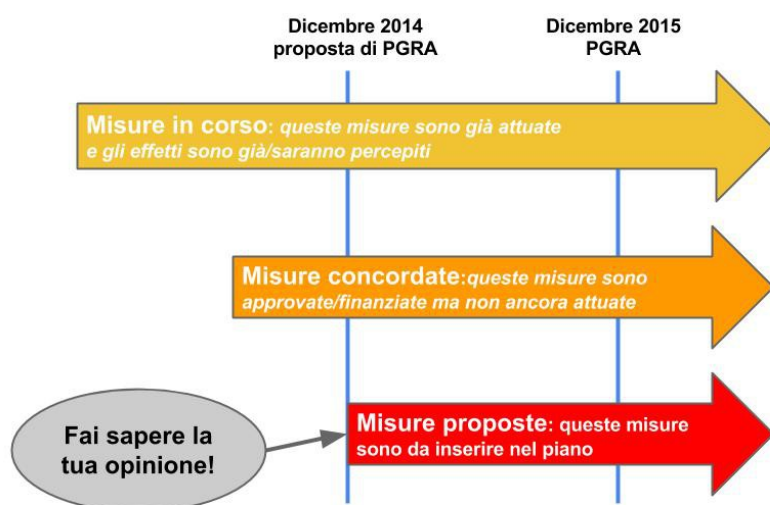 Dicembre 2014
proposta di PGRA
Dicembre 2015
PGRA
Misure in corso: queste misure sono già attuate
e gli effetti sono già/saranno percepiti
Misure concordate:queste misure sono
approvate/finanziate ma non ancora attuate
Fai sapere la
tua opinione!
Misure proposte: queste misure
sono da inserire nel piano